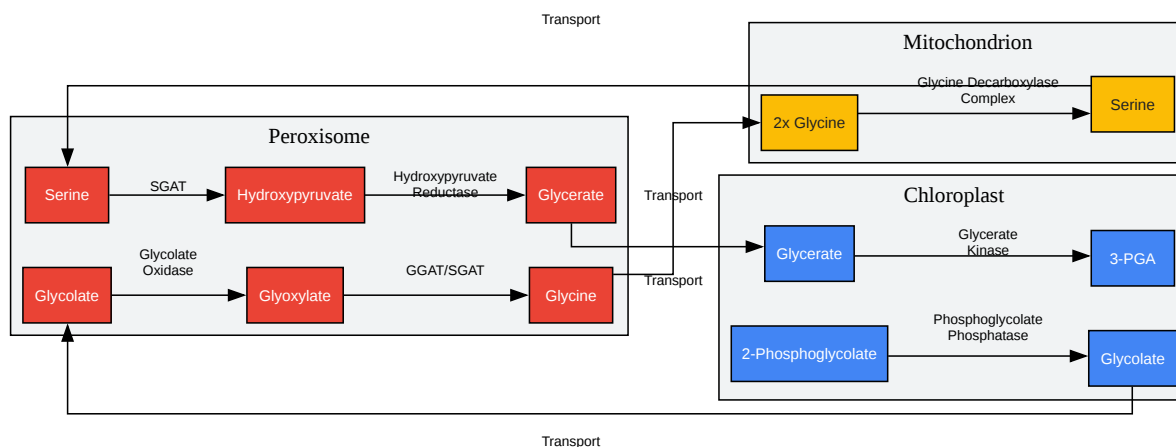 Transport
Mitochondrion
Glycine Decarboxylase
Complex
2x Glycine
Serine
Peroxisome
Serine
SGAT
Hydroxypyruvate
Hydroxypyruvate
Reductase
Glycerate
Glycolate
Glycolate
Oxidase
Glyoxylate
GGAT/SGAT
Glycine
Transport
Transport
Chloroplast
Glycerate
Glycerate
Kinase
3-PGA
2-Phosphoglycolate
Phosphoglycolate
Phosphatase
Glycolate
Transport